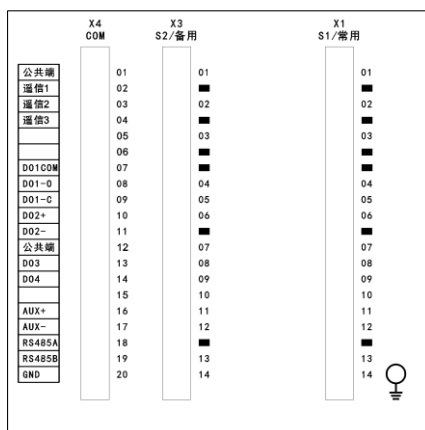 X4 X3 X1
COM S2/备用 S1/常用
公共端 01 01 01
遥信1 02
遥信2 03 02 02
遥信3 04
05 03 03
06
DO1COM 07
DO1-O 08 04 04
DO1-C 09 05 05
DO2+ 10 06 06
DO2- 11
公共端 12 07 07
DO3 13 08 08
DO4 14 09 09
15 10 10
AUX+ 16 11 11
AUX- 17 12 12
RS485A 18
RS485B 19 13 13
GND 20 14 14